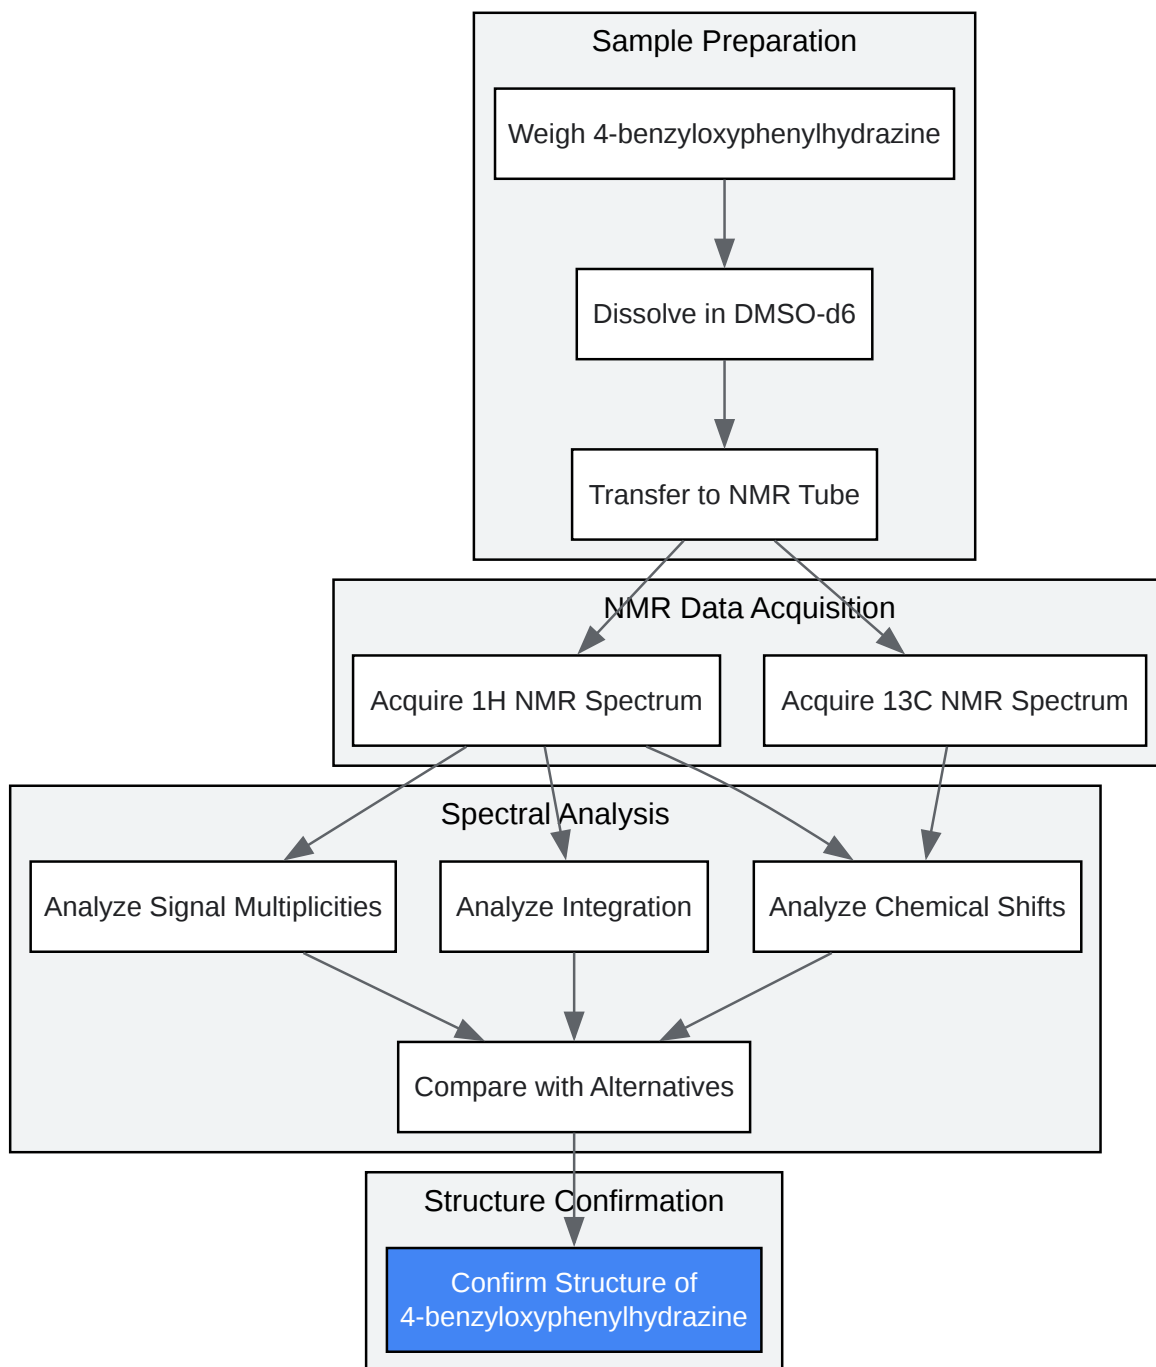 Sample Preparation
Weigh 4-benzyloxyphenylhydrazine
Dissolve in DMSO-d6
Transfer to NMR Tube
NMR Data Acquisition
Acquire 1H NMR Spectrum
Acquire 13C NMR Spectrum
Spectral Analysis
Analyze Signal Multiplicities
Analyze Integration
Analyze Chemical Shifts
Compare with Alternatives
Structure Confirmation
Confirm Structure of
4-benzyloxyphenylhydrazine